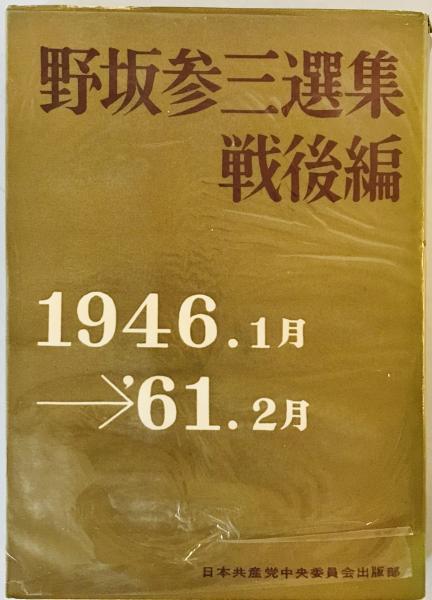 野坂参三選集
戦後編
1946.1月
→'61.2月
日本共産党中央委員会出版部